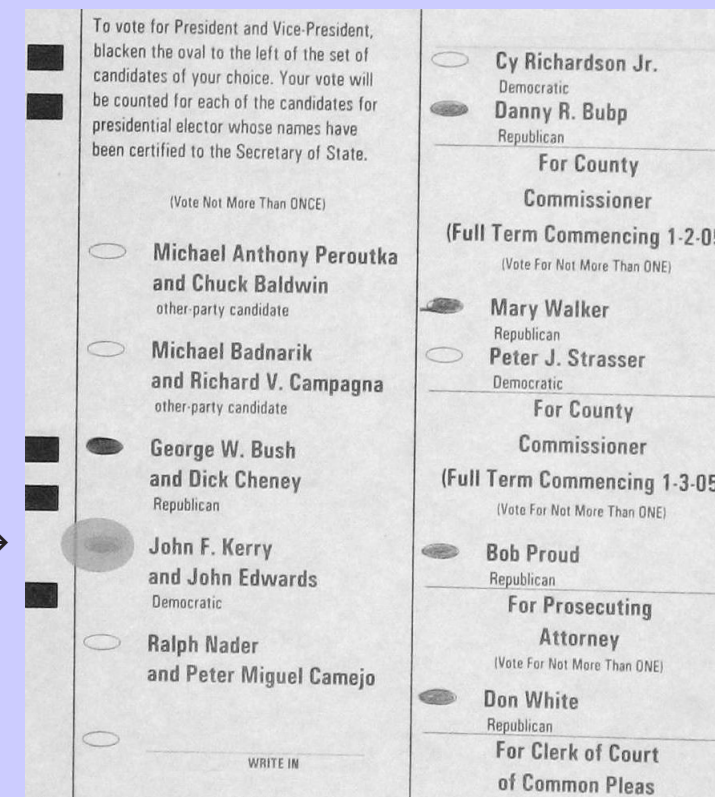 To vote for President and Vice-President,
blacken the oval to the left of the set of
candidates of your choice. Your vote will
be counted for each of the candidates for
presidential elector whose names have
been certified to the Secretary of State.
(Vote Not More Than ONCE)
Michael Anthony Peroutka
and Chuck Baldwin
other-party candidate
Michael Badnarik
and Richard V. Campagna
other-party candidate
George W. Bush
and Dick Cheney
Republican
John F. Kerry
and John Edwards
Democratic
Ralph Nader
and Peter Miguel Camejo
WRITE IN
Cy Richardson Jr.
Democratic
Danny R. Bubp
Republican
For County
Commissioner
(Full Term Commencing 1-2-05
(Vote For Not More Than ONE)
Mary Walker
Republican
Peter J. Strasser
Democratic
For County
Commissioner
(Full Term Commencing 1-3-05
(Vote For Not More Than ONE)
Bob Proud
Republican
For Prosecuting
Attorney
(Vote For Not More Than ONE)
Don White
Republican
For Clerk of Court
of Common Pleas